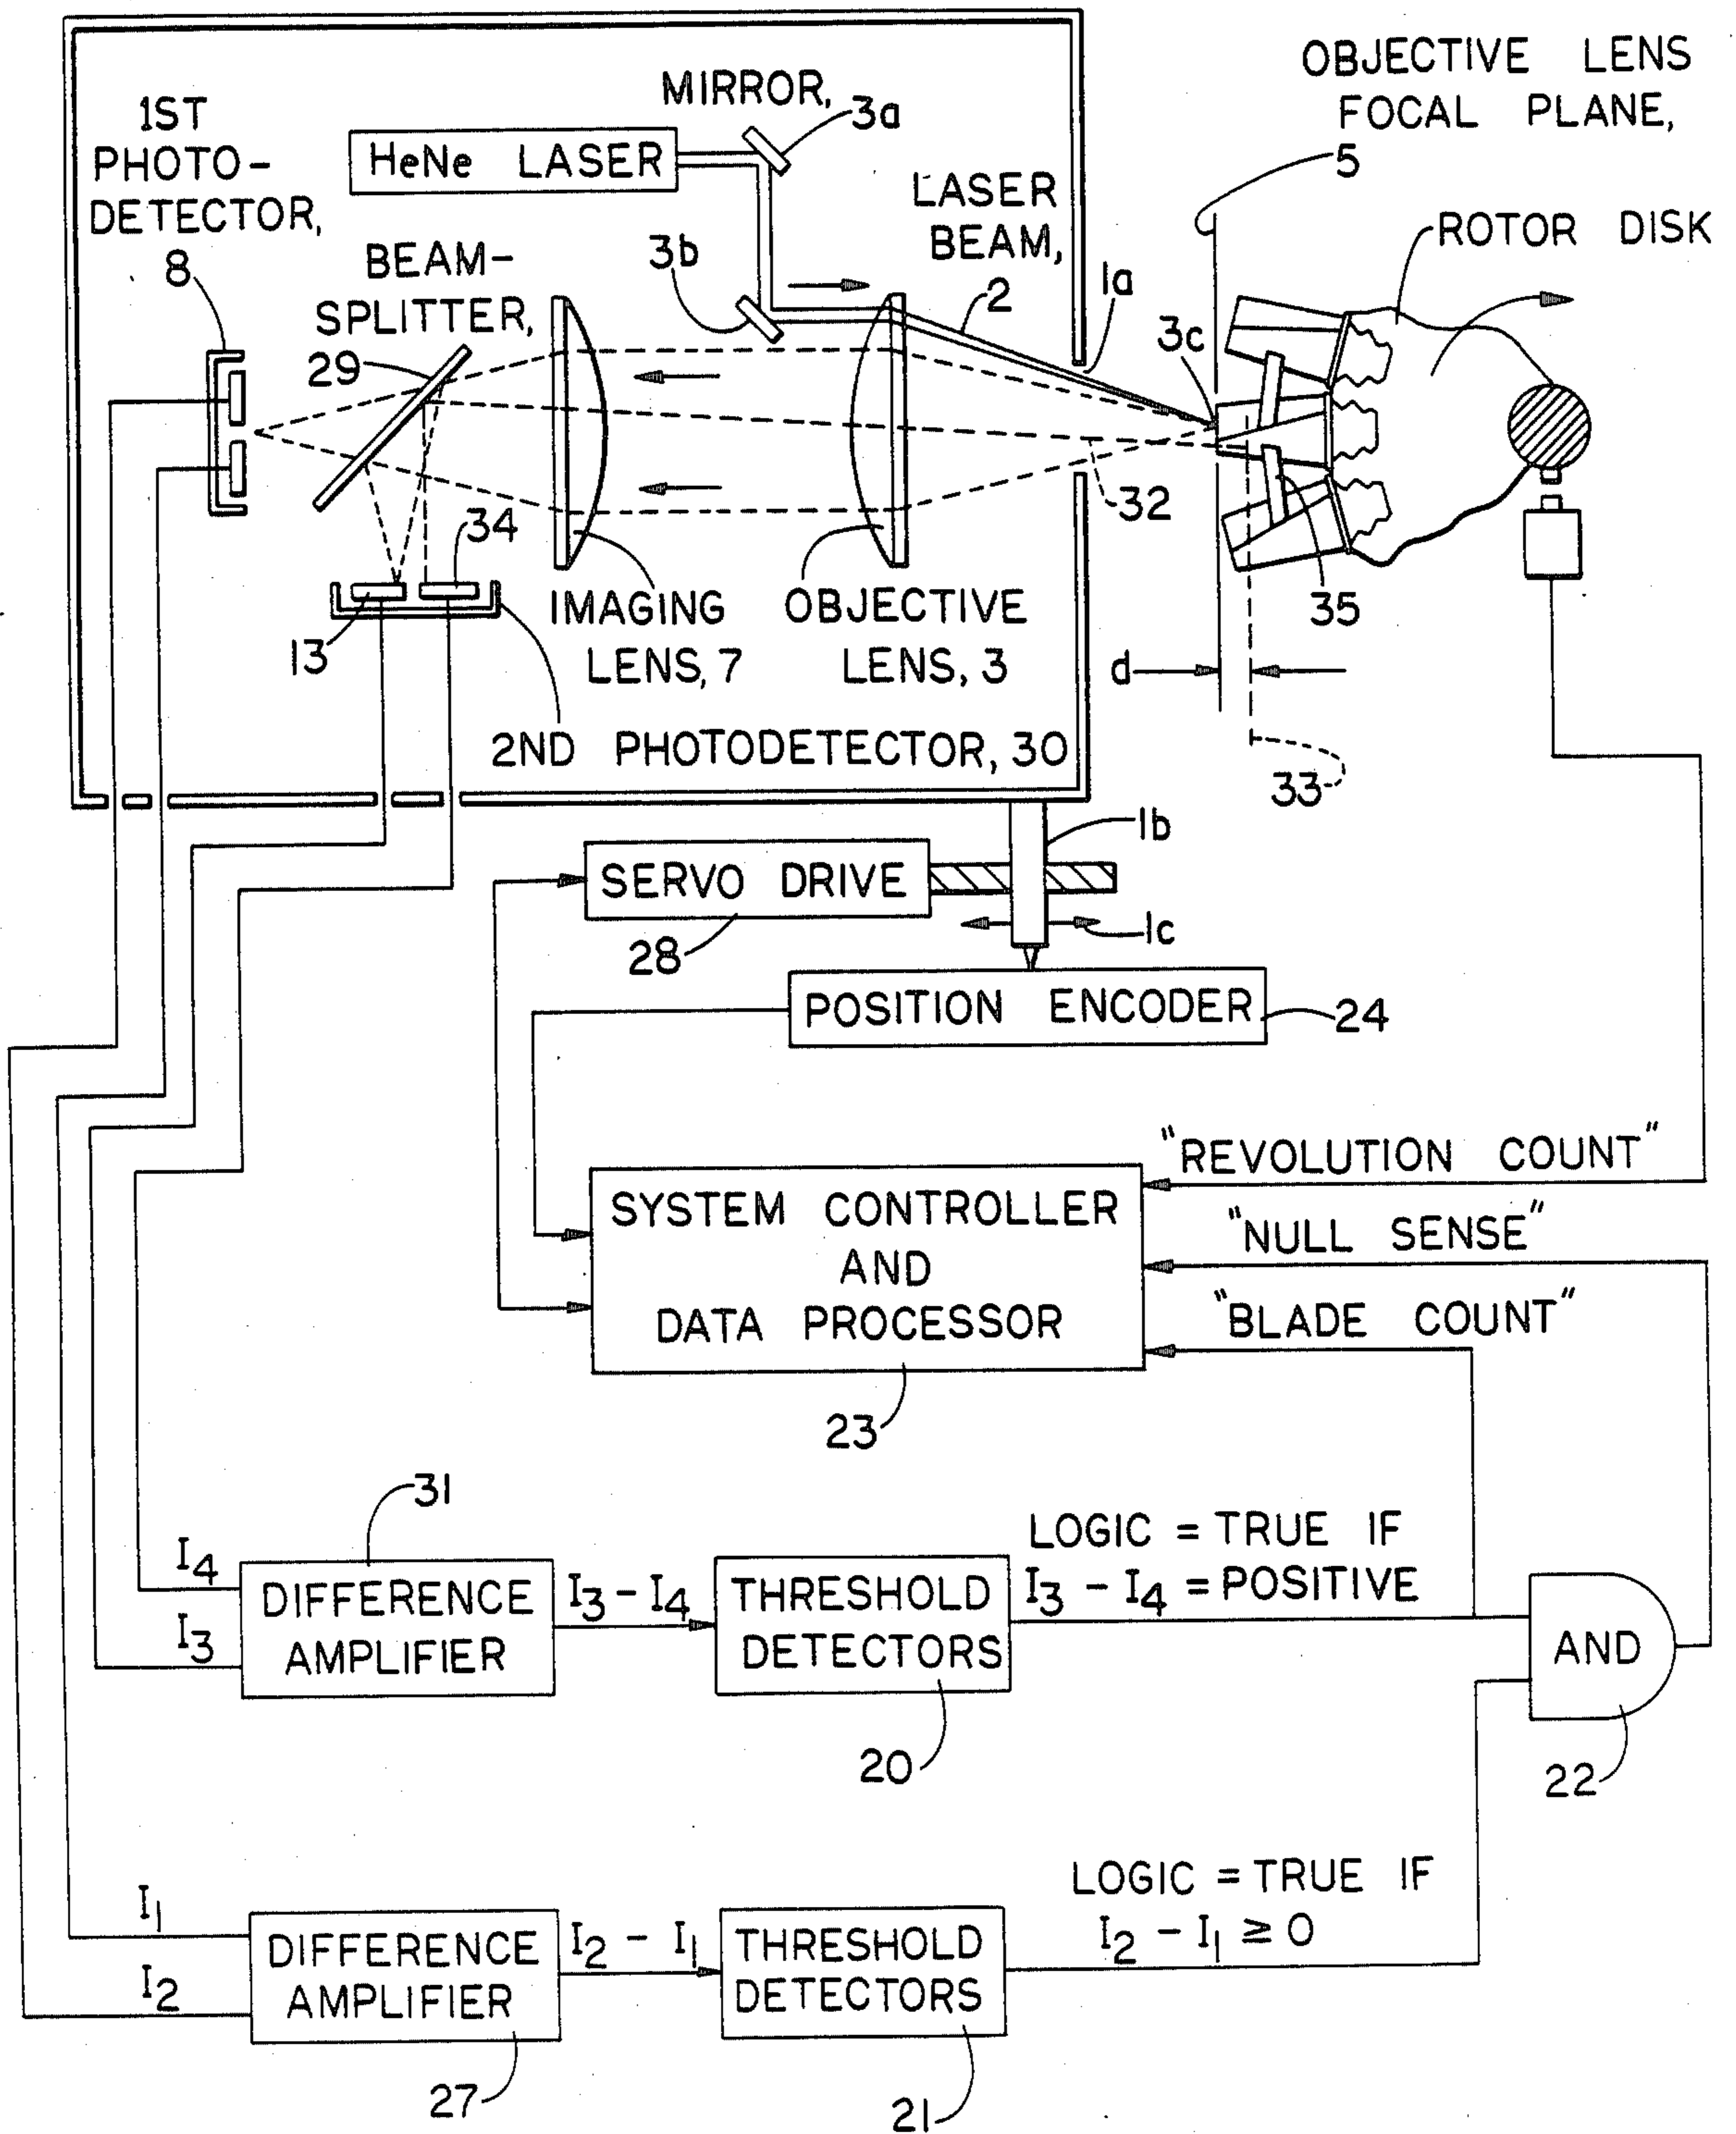 OBJECTIVE LENS
FOCAL PLANE,
5
MIRROR,
3a
1ST
PHOTO-
DETECTOR,
8
HeNe LASER
LASER
BEAM,
2
ROTOR DISK
BEAM-
SPLITTER,
29
3b
1a
3c
32
34
35
13
IMAGING
LENS, 7
OBJECTIVE
LENS, 3
d
2ND PHOTODETECTOR, 30
33
1b
SERVO DRIVE
1c
28
POSITION ENCODER
24
"REVOLUTION COUNT"
SYSTEM CONTROLLER
AND
DATA PROCESSOR
"NULL SENSE"
"BLADE COUNT"
23
31
LOGIC = TRUE IF
I3 - I4 = POSITIVE
I4
I3
DIFFERENCE
AMPLIFIER
I3 - I4
THRESHOLD
DETECTORS
AND
20
22
LOGIC = TRUE IF
I2 - I1 ≥ 0
I1
I2
DIFFERENCE
AMPLIFIER
I2 - I1
THRESHOLD
DETECTORS
27
21